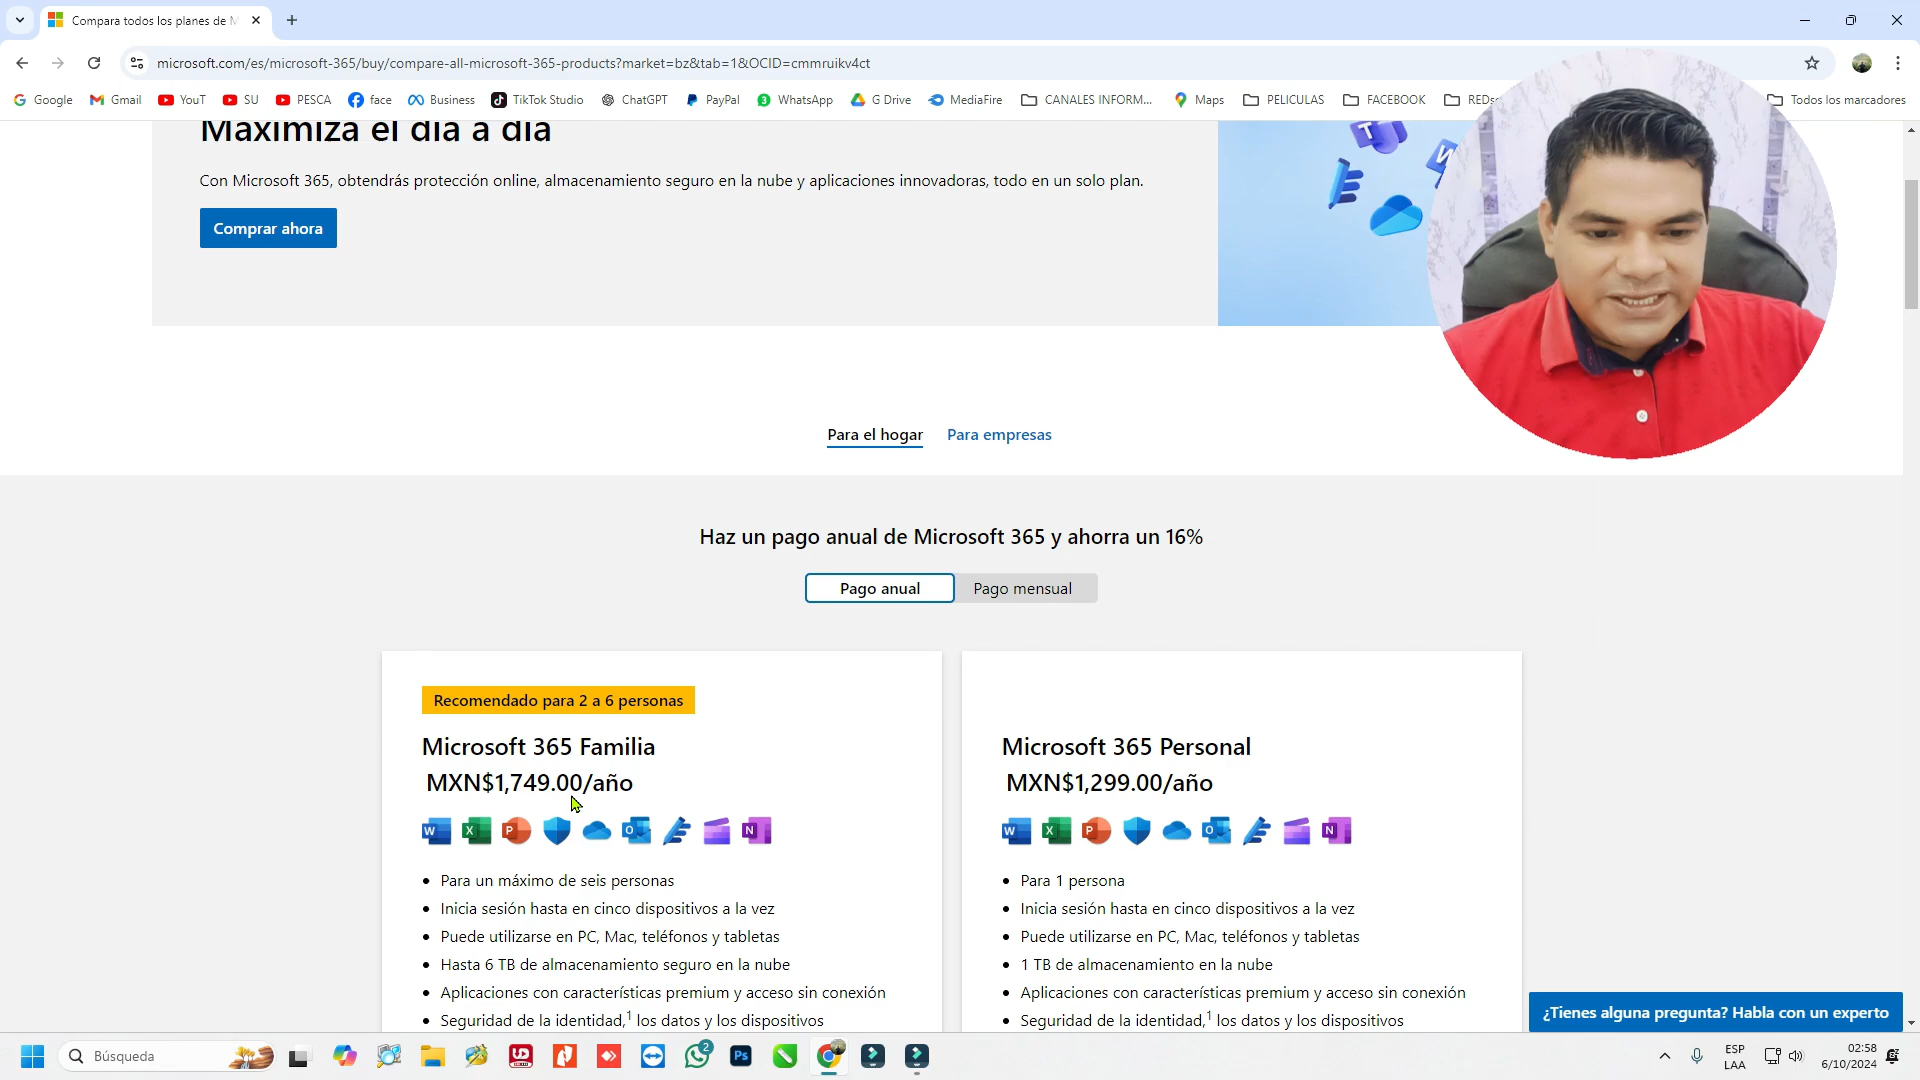 Compara todos los planes de M
microsoft.com/es/microsoft-365/buy/compare-all-microsoft-365-products?market=bz&tab=1&OCID=cmmruikv4ct
Google Gmail YouT SU PESCA face Business TikTok Studio ChatGPT PayPal WhatsApp G Drive MediaFire CANALES INFORM... Maps PELICULAS FACEBOOK REDs Todos los marcadores
Maximiza el día a día
Con Microsoft 365, obtendrás protección online, almacenamiento seguro en la nube y aplicaciones innovadoras, todo en un solo plan.
Comprar ahora
Para el hogar Para empresas
Haz un pago anual de Microsoft 365 y ahorra un 16%
Pago anual Pago mensual
Recomendado para 2 a 6 personas
Microsoft 365 Familia
MXN$1,749.00/año
• Para un máximo de seis personas
• Inicia sesión hasta en cinco dispositivos a la vez
• Puede utilizarse en PC, Mac, teléfonos y tabletas
• Hasta 6 TB de almacenamiento seguro en la nube
• Aplicaciones con características premium y acceso sin conexión
• Seguridad de la identidad,1 los datos y los dispositivos
Microsoft 365 Personal
MXN$1,299.00/año
• Para 1 persona
• Inicia sesión hasta en cinco dispositivos a la vez
• Puede utilizarse en PC, Mac, teléfonos y tabletas
• 1 TB de almacenamiento en la nube
• Aplicaciones con características premium y acceso sin conexión
• Seguridad de la identidad,1 los datos y los dispositivos
¿Tienes alguna pregunta? Habla con un experto
Búsqueda
2
ESP
LAA
02:58
6/10/2024